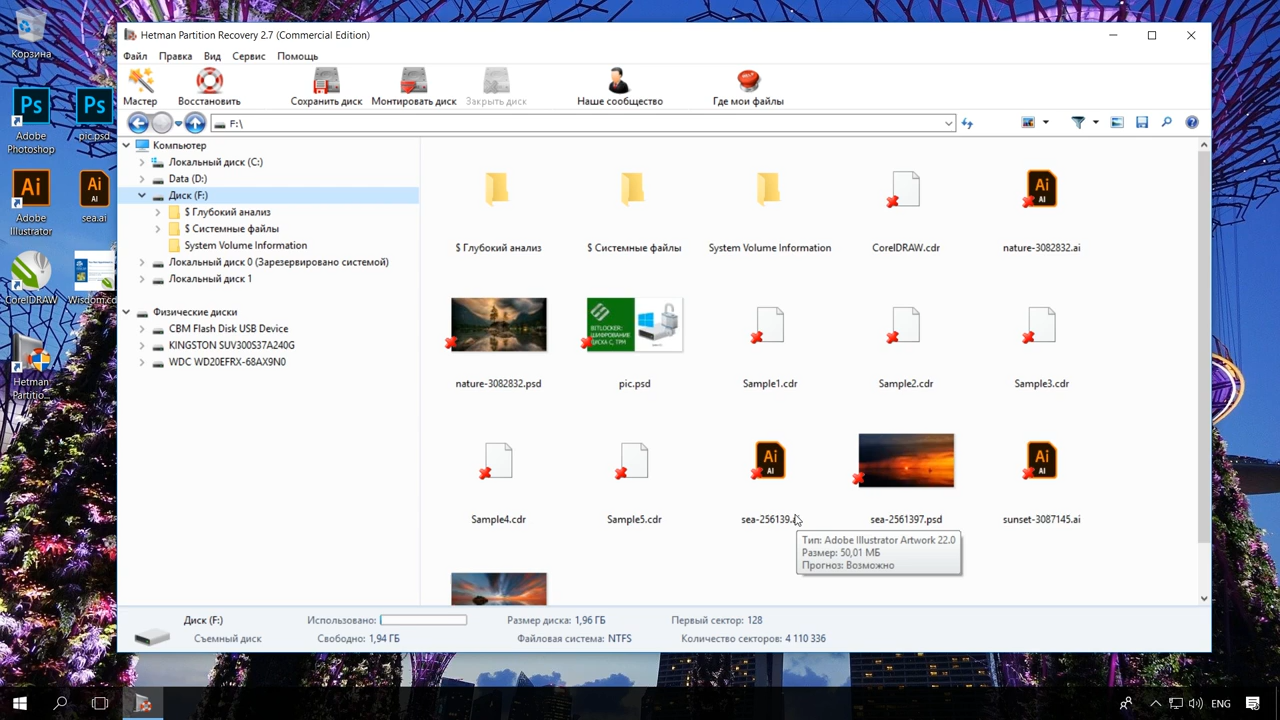 Корзина
Adobe
Photoshop
pic.psd
Adobe
Illustrator
sea.ai
CorelDRAW
Wisdom.cd
Hetman
Partitio...
Hetman Partition Recovery 2.7 (Commercial Edition)
Файл Правка Вид Сервис Помощь
Мастер Восстановить Сохранить диск Монтировать диск Закрыть диск Наше сообщество Где мои файлы
F:\
Компьютер
Локальный диск (C:)
Data (D:)
Диск (F:)
$ Глубокий анализ
$ Системные файлы
System Volume Information
Локальный диск 0 (Зарезервировано системой)
Локальный диск 1
Физические диски
CBM Flash Disk USB Device
KINGSTON SUV300S37A240G
WDC WD20EFRX-68AX9N0
$ Глубокий анализ $ Системные файлы System Volume Information CorelDRAW.cdr nature-3082832.ai
BITLOCKER:
ШИФРОВАНИЕ
ДИСКА С, TPM
nature-3082832.psd pic.psd Sample1.cdr Sample2.cdr Sample3.cdr
Sample4.cdr Sample5.cdr sea-2561397.psd sunset-3087145.ai
Тип: Adobe Illustrator Artwork 22.0
Размер: 50,01 МБ
Прогноз: Возможно
Диск (F:) Использовано: Размер диска: 1,96 ГБ Первый сектор: 128
Съемный диск Свободно: 1,94 ГБ Файловая система: NTFS Количество секторов: 4 110 336
ENG